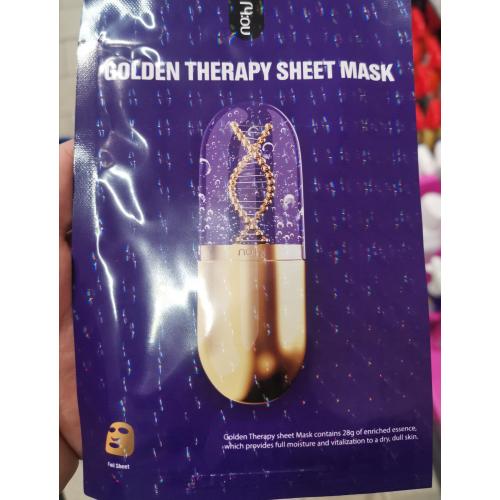 GOLDEN THERAPY SHEET MASK
Golden Therapy sheet Mask contains 28g of enriched essence,
which provides full moisture and vitalization to a dry, dull skin.
Foil Sheet